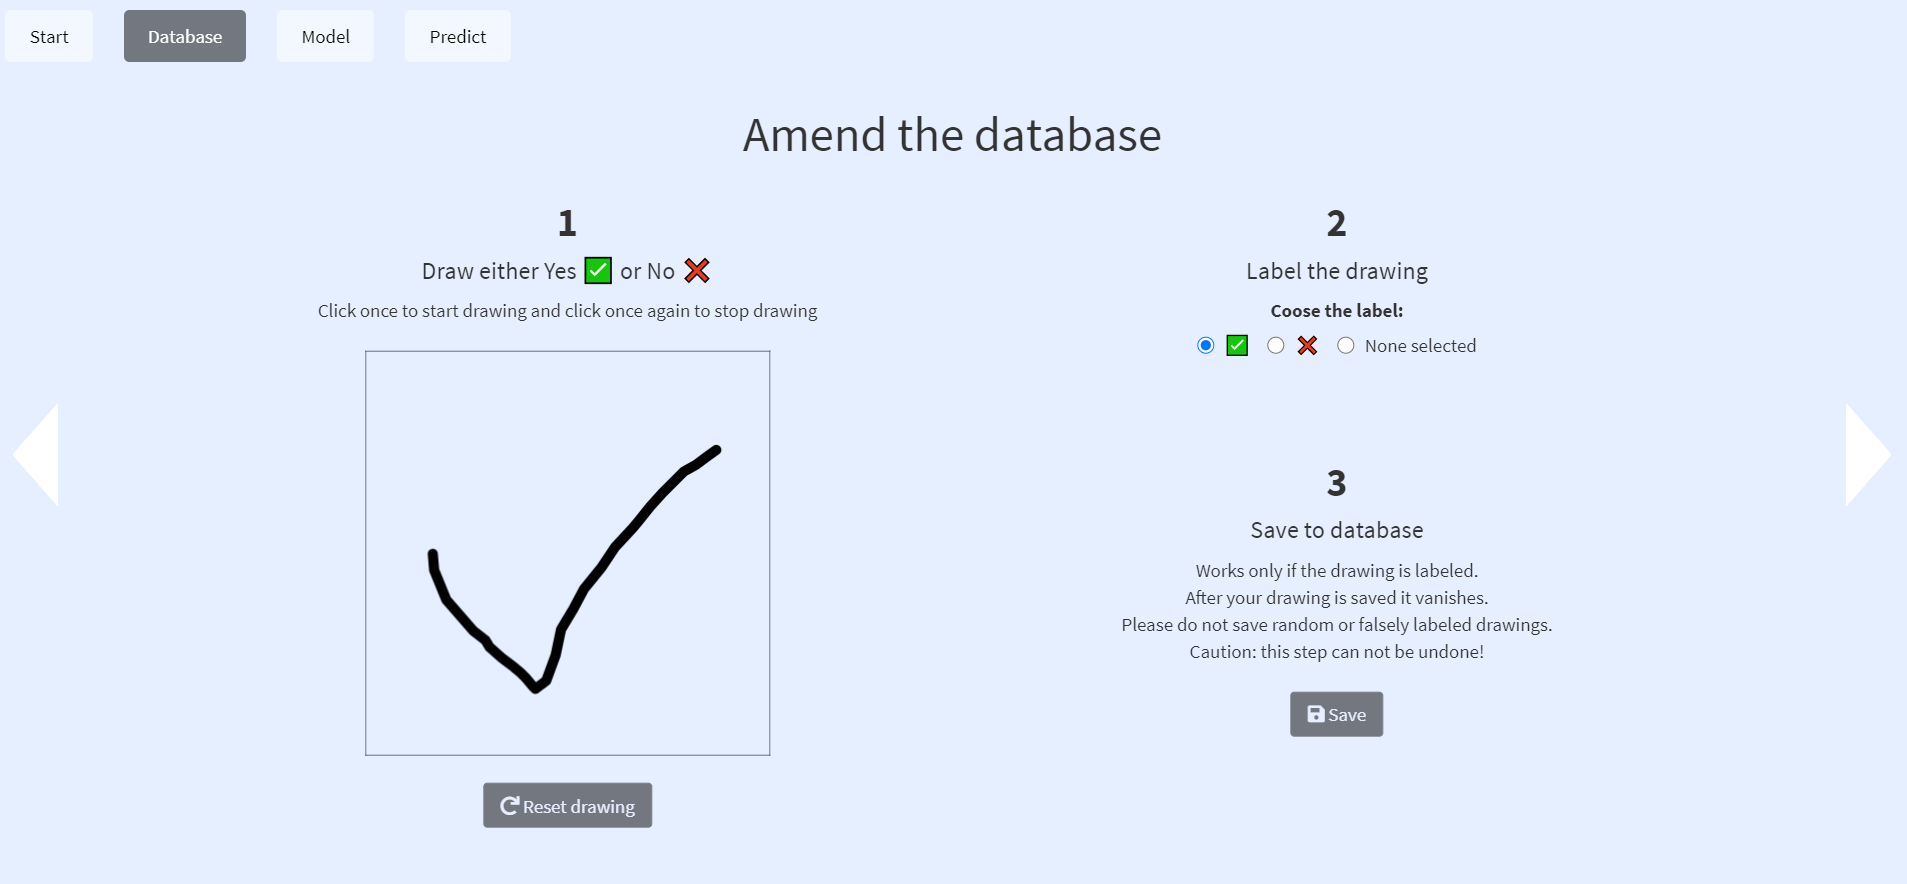 Start
Database
Model
Predict
Amend the database
1
Draw either Yes ✅ or No ❌
Click once to start drawing and click once again to stop drawing
Reset drawing
2
Label the drawing
Coose the label:
✅ ❌ None selected
3
Save to database
Works only if the drawing is labeled.
After your drawing is saved it vanishes.
Please do not save random or falsely labeled drawings.
Caution: this step can not be undone!
Save